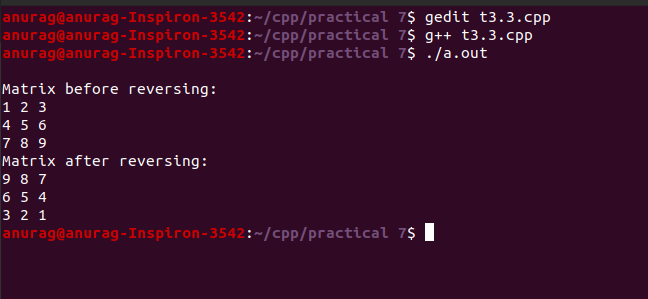 anurag@anurag-Inspiron-3542:~/cpp/practical 7$ gedit t3.3.cpp
anurag@anurag-Inspiron-3542:~/cpp/practical 7$ g++ t3.3.cpp
anurag@anurag-Inspiron-3542:~/cpp/practical 7$ ./a.out
Matrix before reversing:
1 2 3
4 5 6
7 8 9
Matrix after reversing:
9 8 7
6 5 4
3 2 1
anurag@anurag-Inspiron-3542:~/cpp/practical 7$